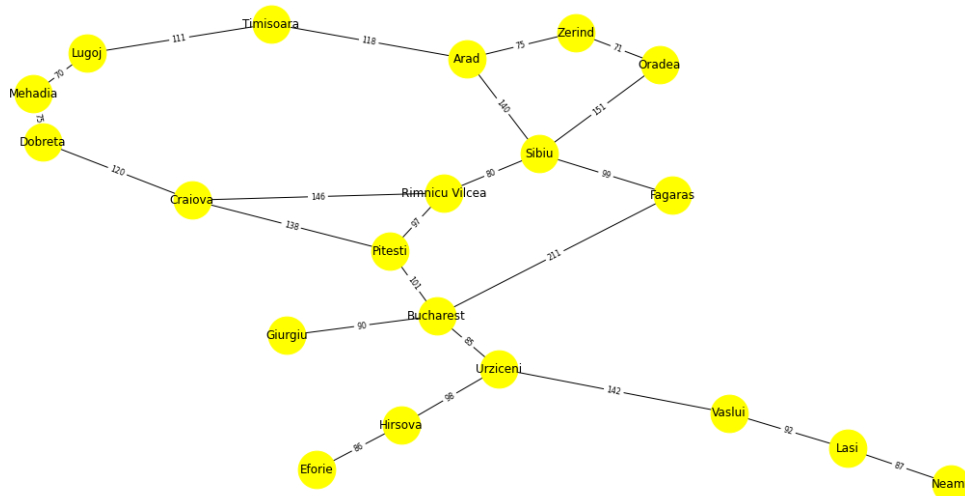 Timisoara
Zerind
Lugoj
111
118
75
71
Arad
Oradea
70
Mehadia
140
151
75
Dobreta
Sibiu
120
80
99
Rimnicu Vilcea
Fagaras
Craiova
146
97
138
Pitesti
211
101
Bucharest
90
Giurgiu
85
Urziceni
142
98
Vaslui
Hirsova
92
86
Lasi
Eforie
87
Neam